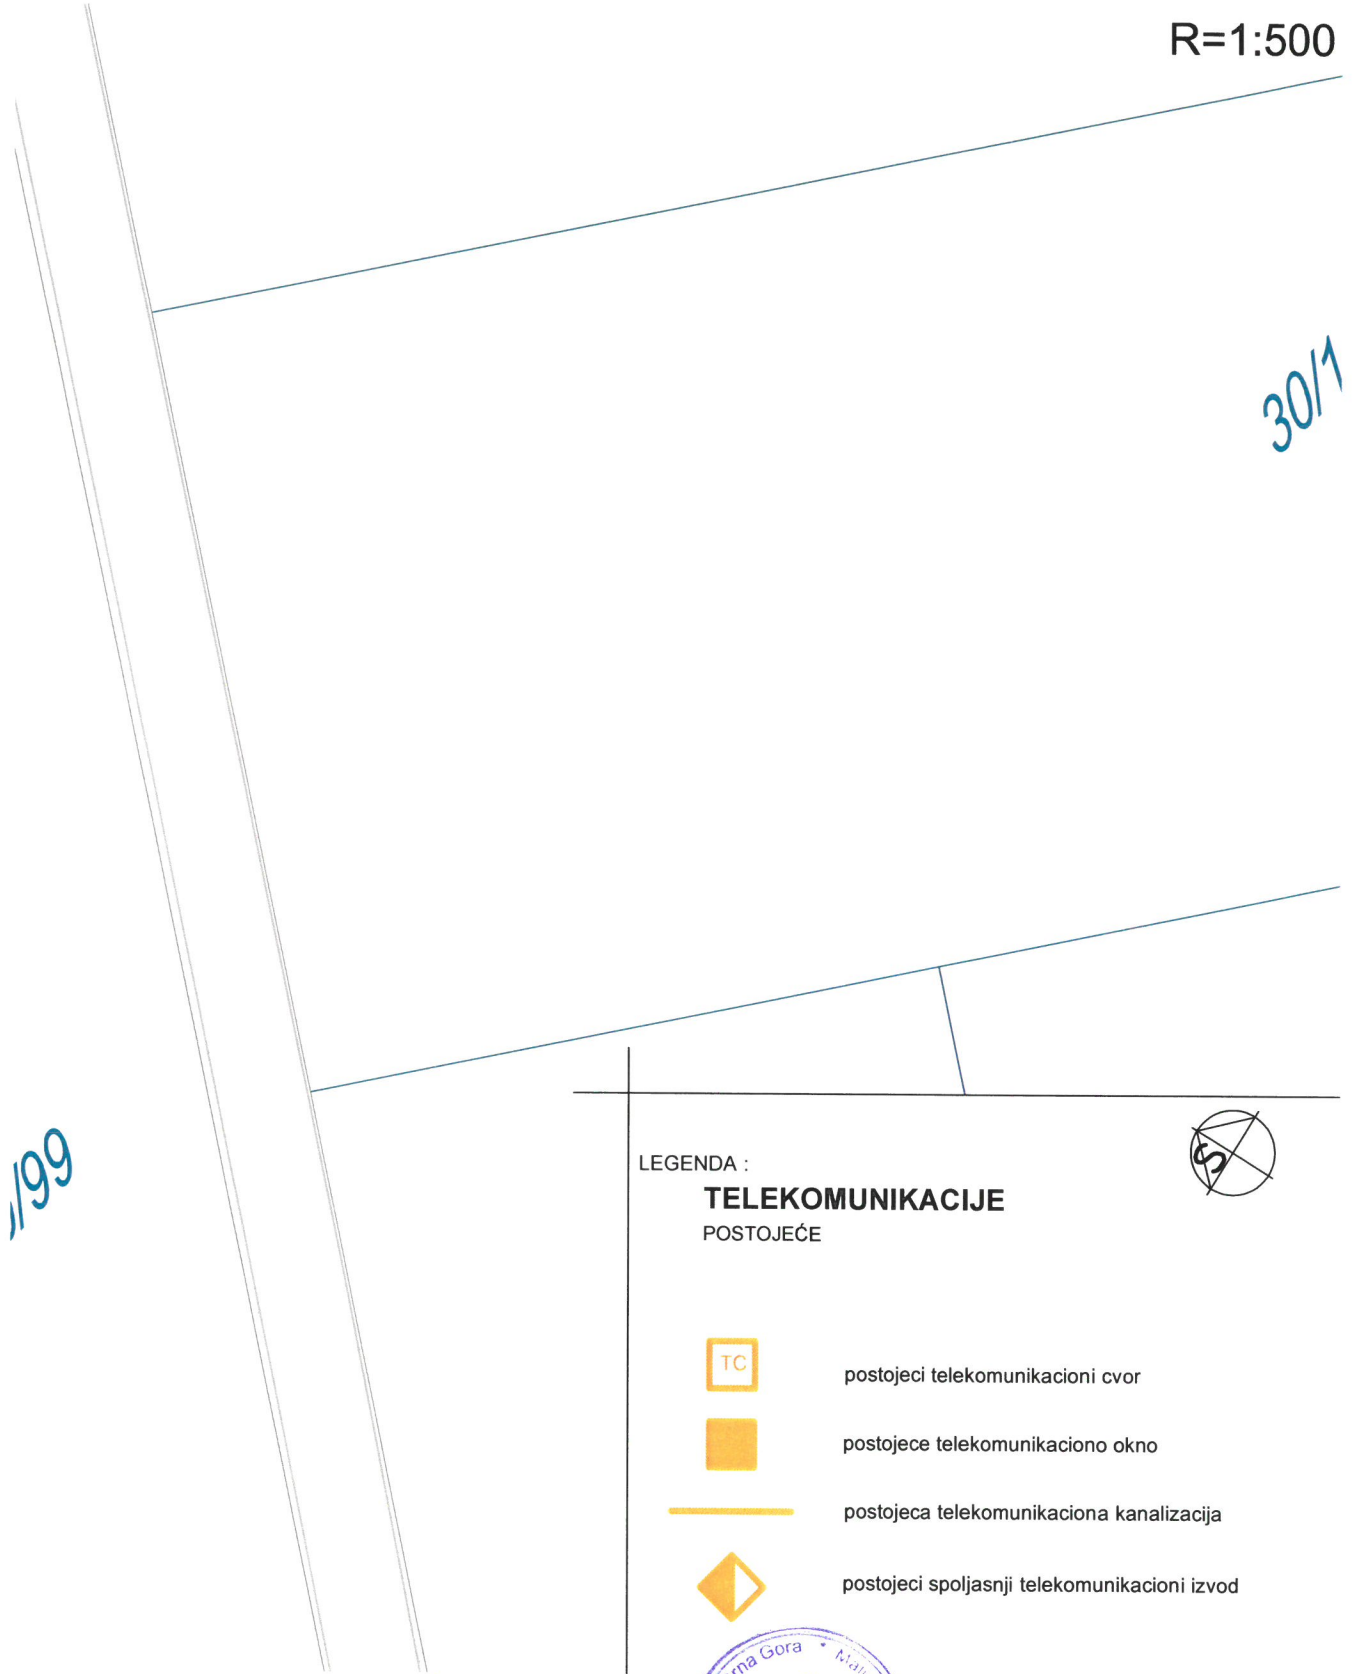 R=1:500
30/1
/99
LEGENDA :
S
TELEKOMUNIKACIJE
POSTOJEĆE
TC
postojeci telekomunikacioni cvor
postojece telekomunikaciono okno
postojeca telekomunikaciona kanalizacija
postojeci spoljasnji telekomunikacioni izvod
Gora